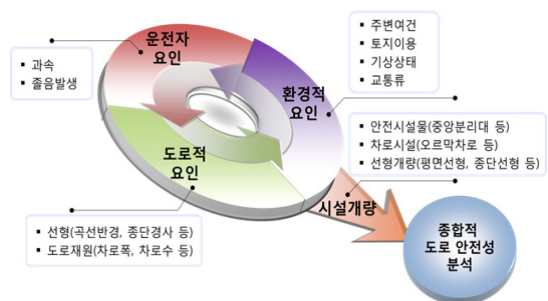 운전자
요인
과속
졸음발생
주변여건
토지이용
기상상태
교통류
환경적
요인
안전시설물(중앙분리대 등)
차로시설(오르막차로 등)
선형개량(평면선형, 종단선형 등)
도로적
요인
시설개량
선형(곡선반경, 종단경사 등)
도로재원(차로폭, 차로수 등)
종합적
도로 안전성
분석